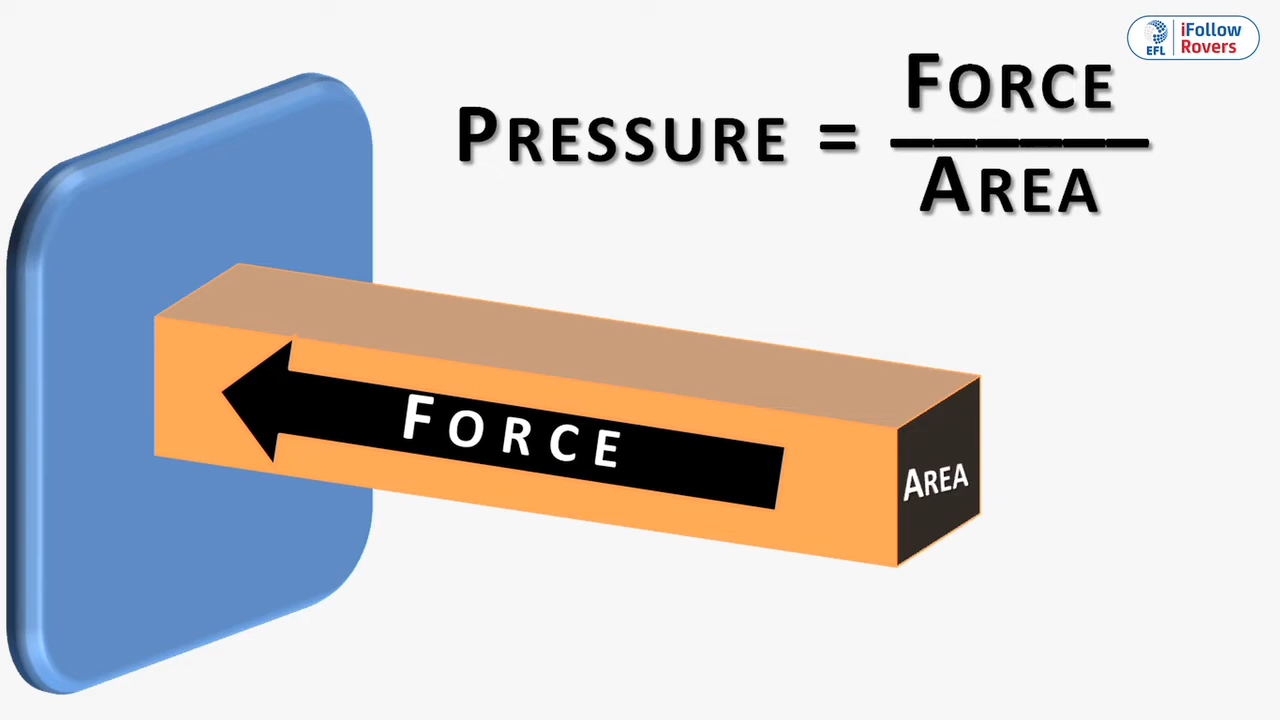 EFL
iFollow
Rovers
PRESSURE = FORCE
AREA
FORCE
AREA